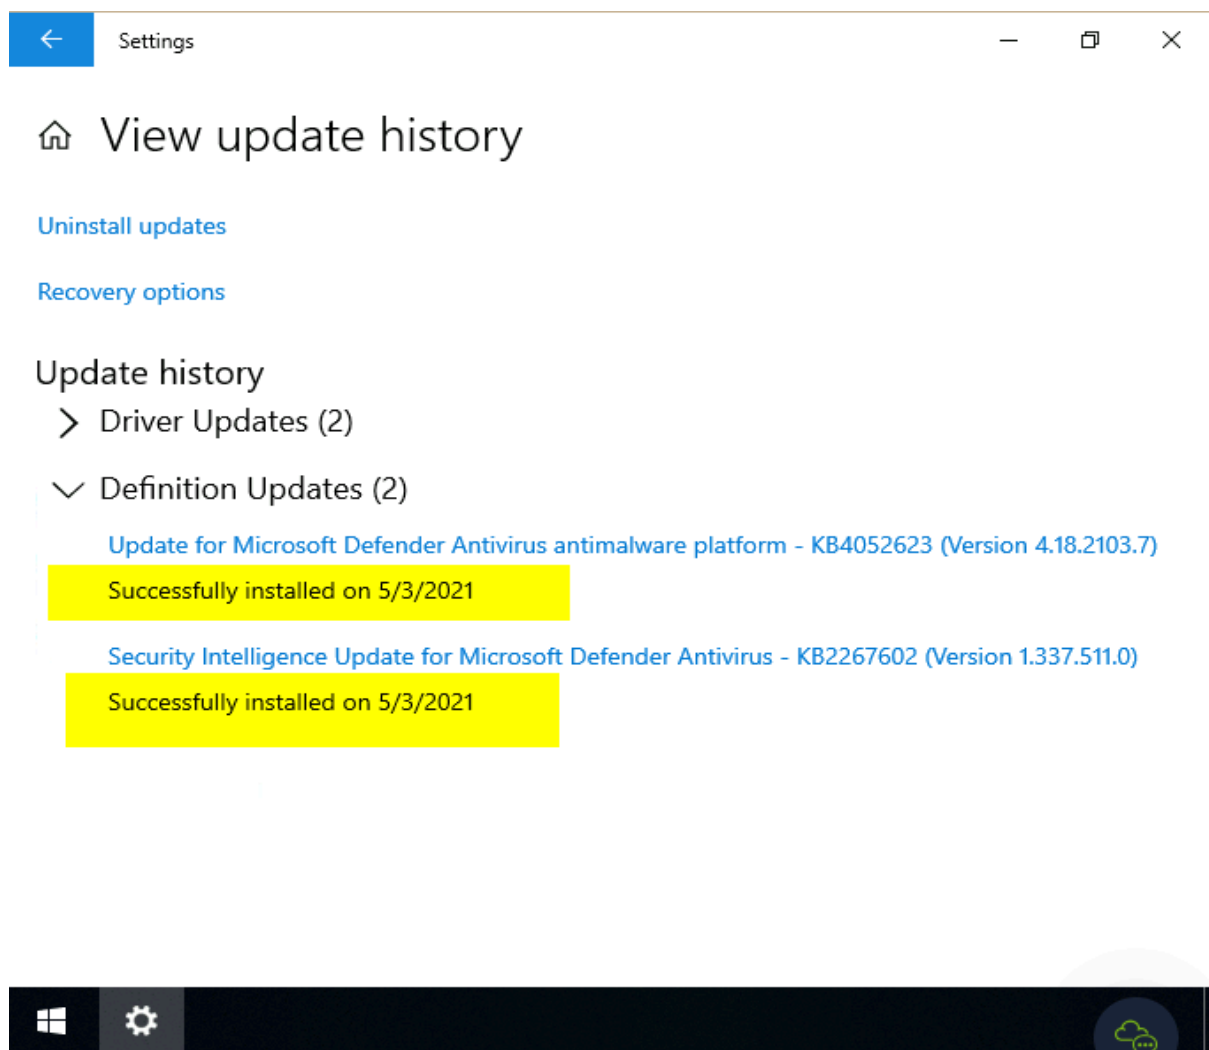 Settings
View update history
Uninstall updates
Recovery options
Update history
Driver Updates (2)
Definition Updates (2)
Update for Microsoft Defender Antivirus antimalware platform - KB4052623 (Version 4.18.2103.7)
Successfully installed on 5/3/2021
Security Intelligence Update for Microsoft Defender Antivirus - KB2267602 (Version 1.337.511.0)
Successfully installed on 5/3/2021